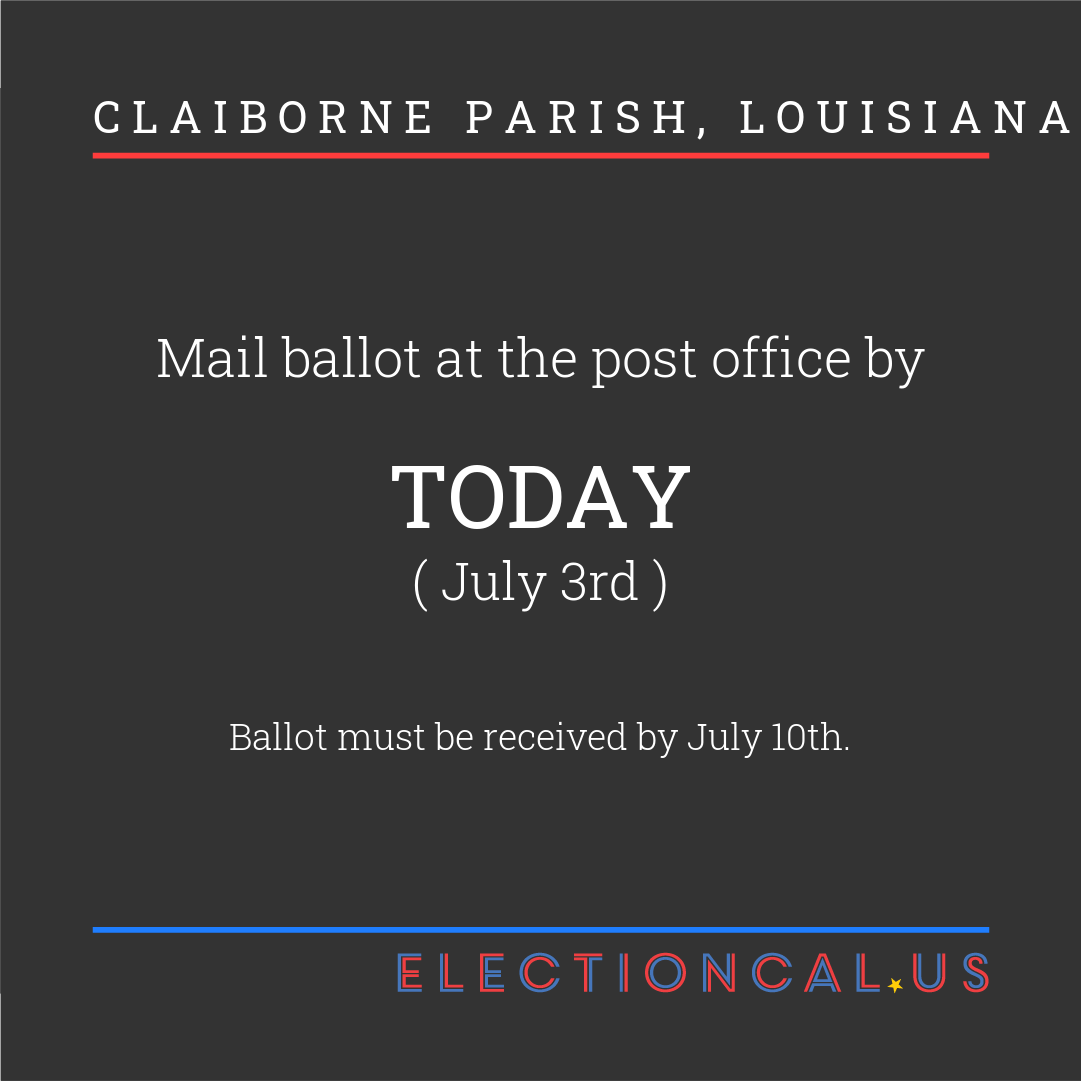 CLAIBORNE PARISH, LOUISIANA
Mail ballot at the post office by
TODAY
( July 3rd )
Ballot must be received by July 10th.
ELECTIONCAL.US